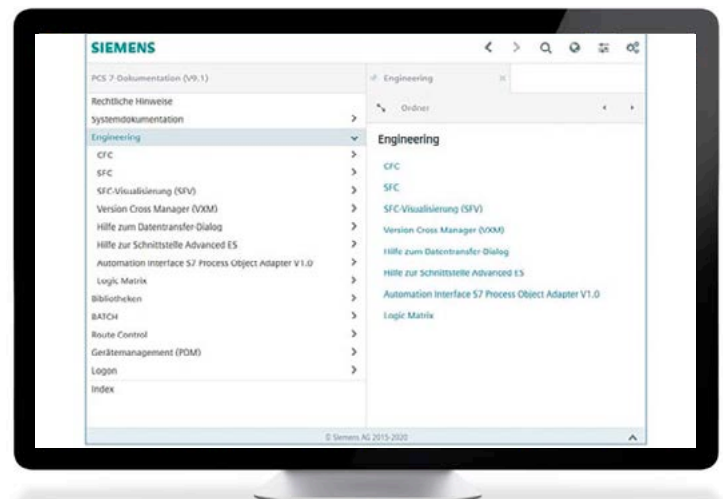 SIEMENS
PCS 7-Dokumentation (V9.1)
Rechtliche Hinweise
Systemdokumentation
Engineering
CFC
SFC
SFC-Visualisierung (SFV)
Version Cross Manager (VXM)
Hilfe zum Datentransfer-Dialog
Hilfe zur Schnittstelle Advanced ES
Automation Interface S7 Process Object Adapter V1.0
Logic Matrix
Bibliotheken
BATCH
Route Control
Gerätemanagement (PDM)
Logon
Index
Engineering
Ordner
Engineering
CFC
SFC
SFC-Visualisierung (SFV)
Version Cross Manager (VXM)
Hilfe zum Datentransfer-Dialog
Hilfe zur Schnittstelle Advanced ES
Automation Interface S7 Process Object Adapter V1.0
Logic Matrix
© Siemens AG 2015-2020